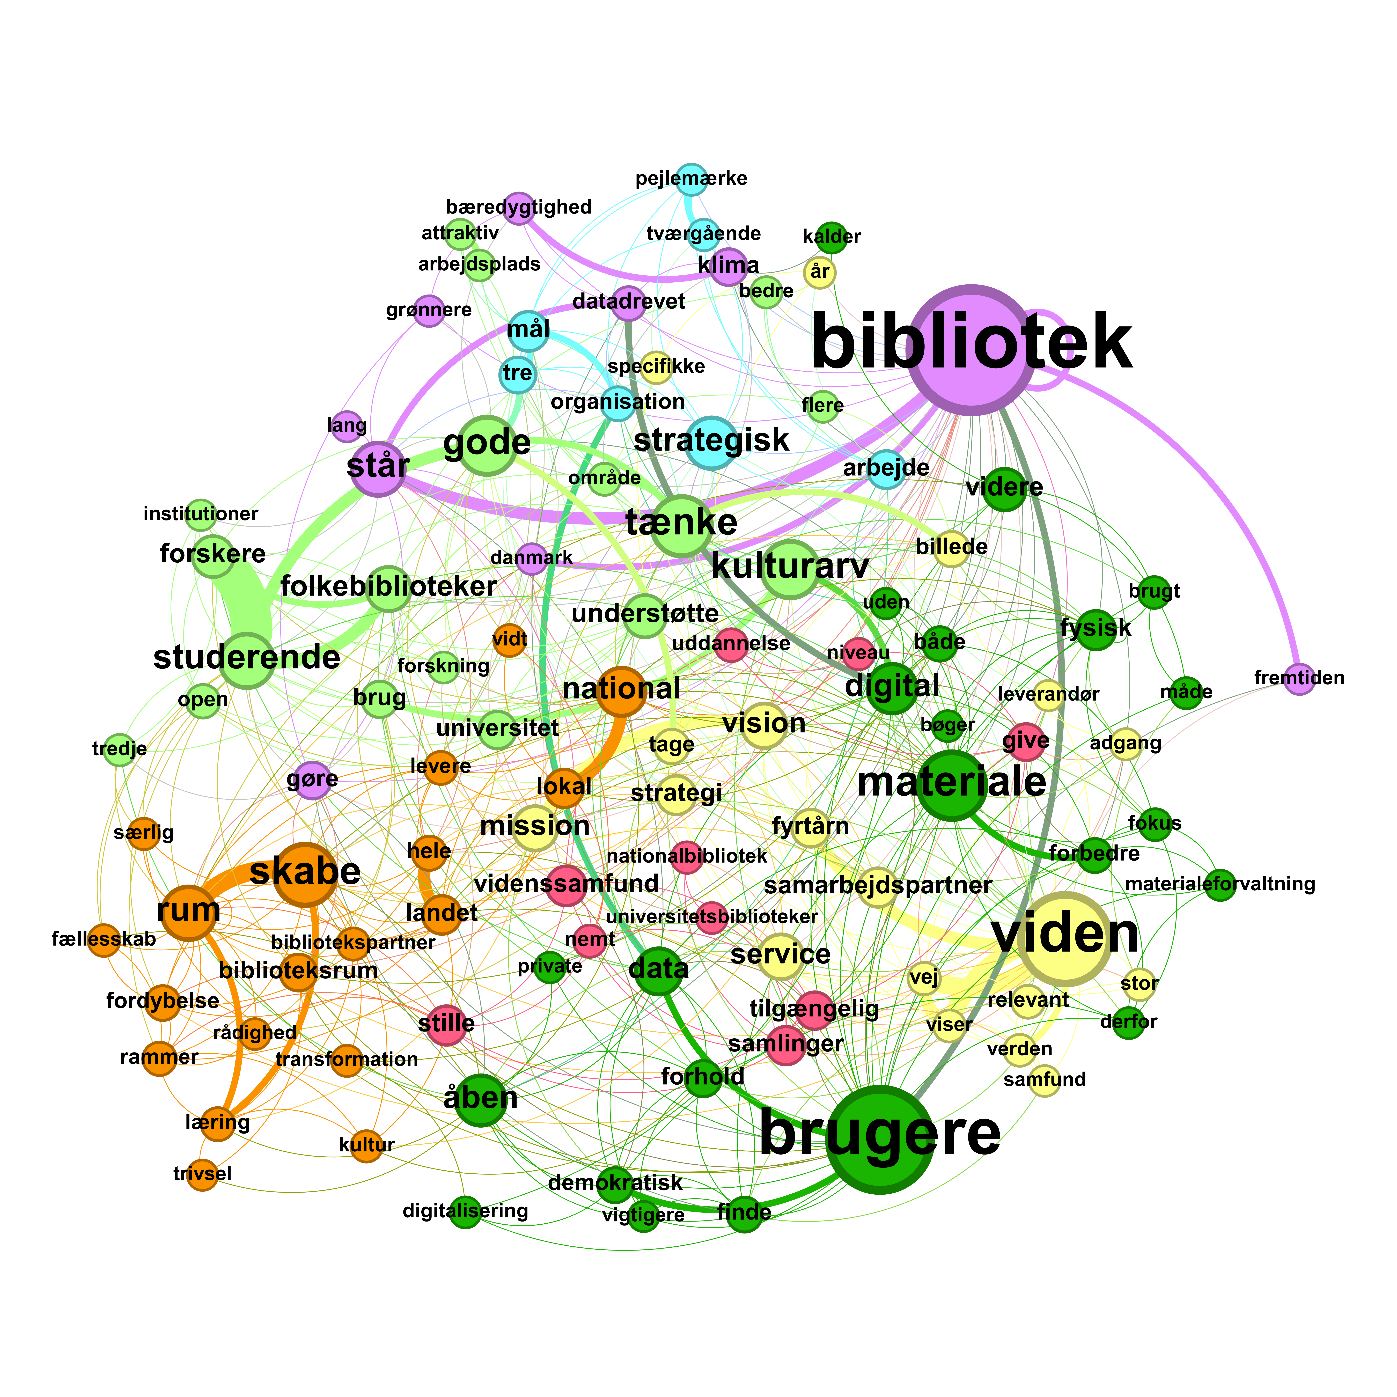 pejlemærke
bæredygtighed
attraktiv
tværgående
kalder
arbejdsplads
klima
år
bedre
datadrevet
grønnere
mål
bibliotek
specifikke
tre
organisation
flere
lang
gode
strategisk
står
arbejde
område
videre
institutioner
tænke
forskere
billede
danmark
kulturarv
folkebiblioteker
brugt
uden
understøtte
fysisk
vidt
uddannelse
både
niveau
studerende
forskning
fremtiden
national
digital
leverandør
måde
open
brug
universitet
vision
bøger
tredje
tage
give
adgang
levere
gøre
lokal
strategi
materiale
særlig
mission
fyrtårn
fokus
hele
forbedre
nationalbibliotek
skabe
videnssamfund
samarbejdspartner
materialeforvaltning
rum
landet
universitetsbiblioteker
fællesskab
bibliotekspartner
nemt
viden
service
biblioteksrum
private
data
vej
stor
fordybelse
relevant
tilgængelig
rådighed
stille
viser
derfor
samlinger
rammer
transformation
verden
forhold
samfund
åben
læring
kultur
brugere
trivsel
demokratisk
digitalisering
vigtigere
finde